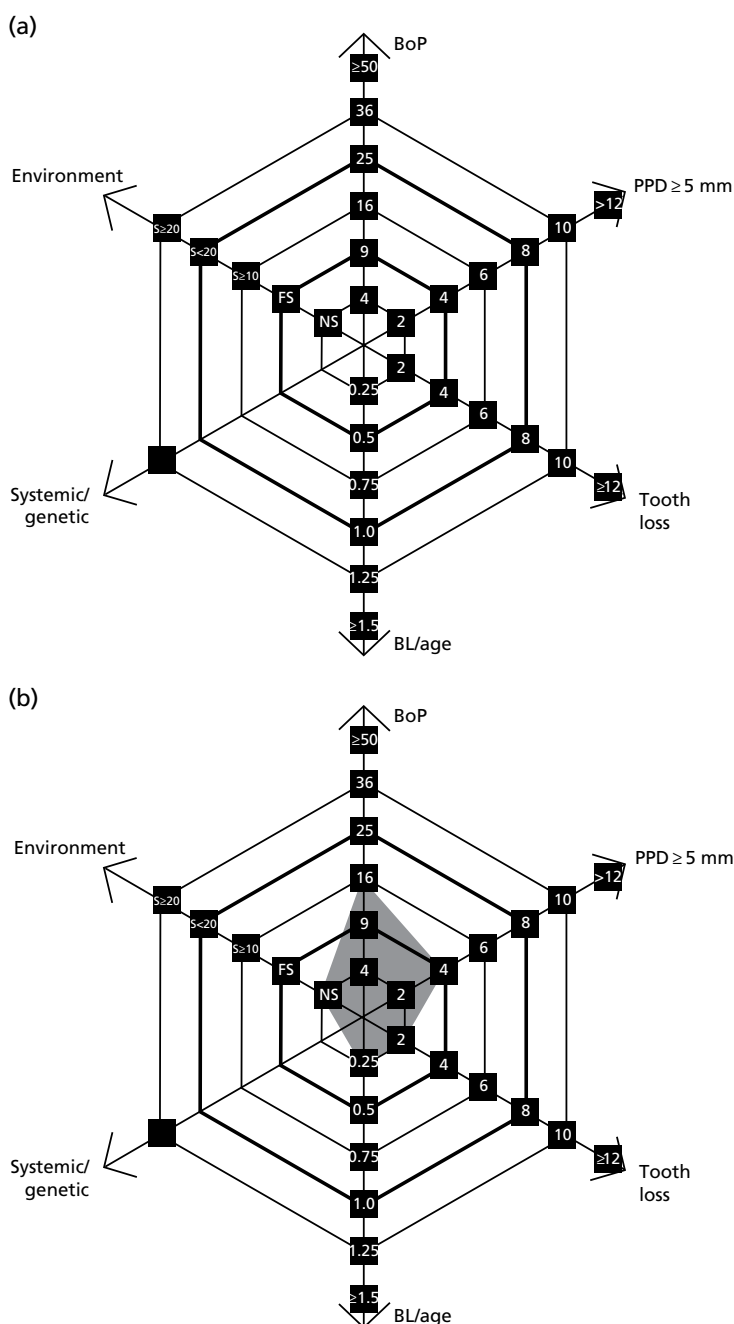 (a)
BoP
≥50
36
Environment
PPD ≥ 5 mm
25
>12
S≥20
10
16
S<20
8
9
S≥10
6
FS
4
4
NS
2
2
0.25
4
0.5
6
8
0.75
10
Systemic/
genetic
≥12
Tooth
loss
1.0
1.25
≥1.5
BL/age
(b)
BoP
≥50
36
Environment
PPD ≥ 5 mm
25
>12
S≥20
10
16
S<20
8
9
S≥10
6
FS
4
4
NS
2
2
0.25
4
0.5
6
8
0.75
10
Systemic/
genetic
≥12
Tooth
loss
1.0
1.25
≥1.5
BL/age